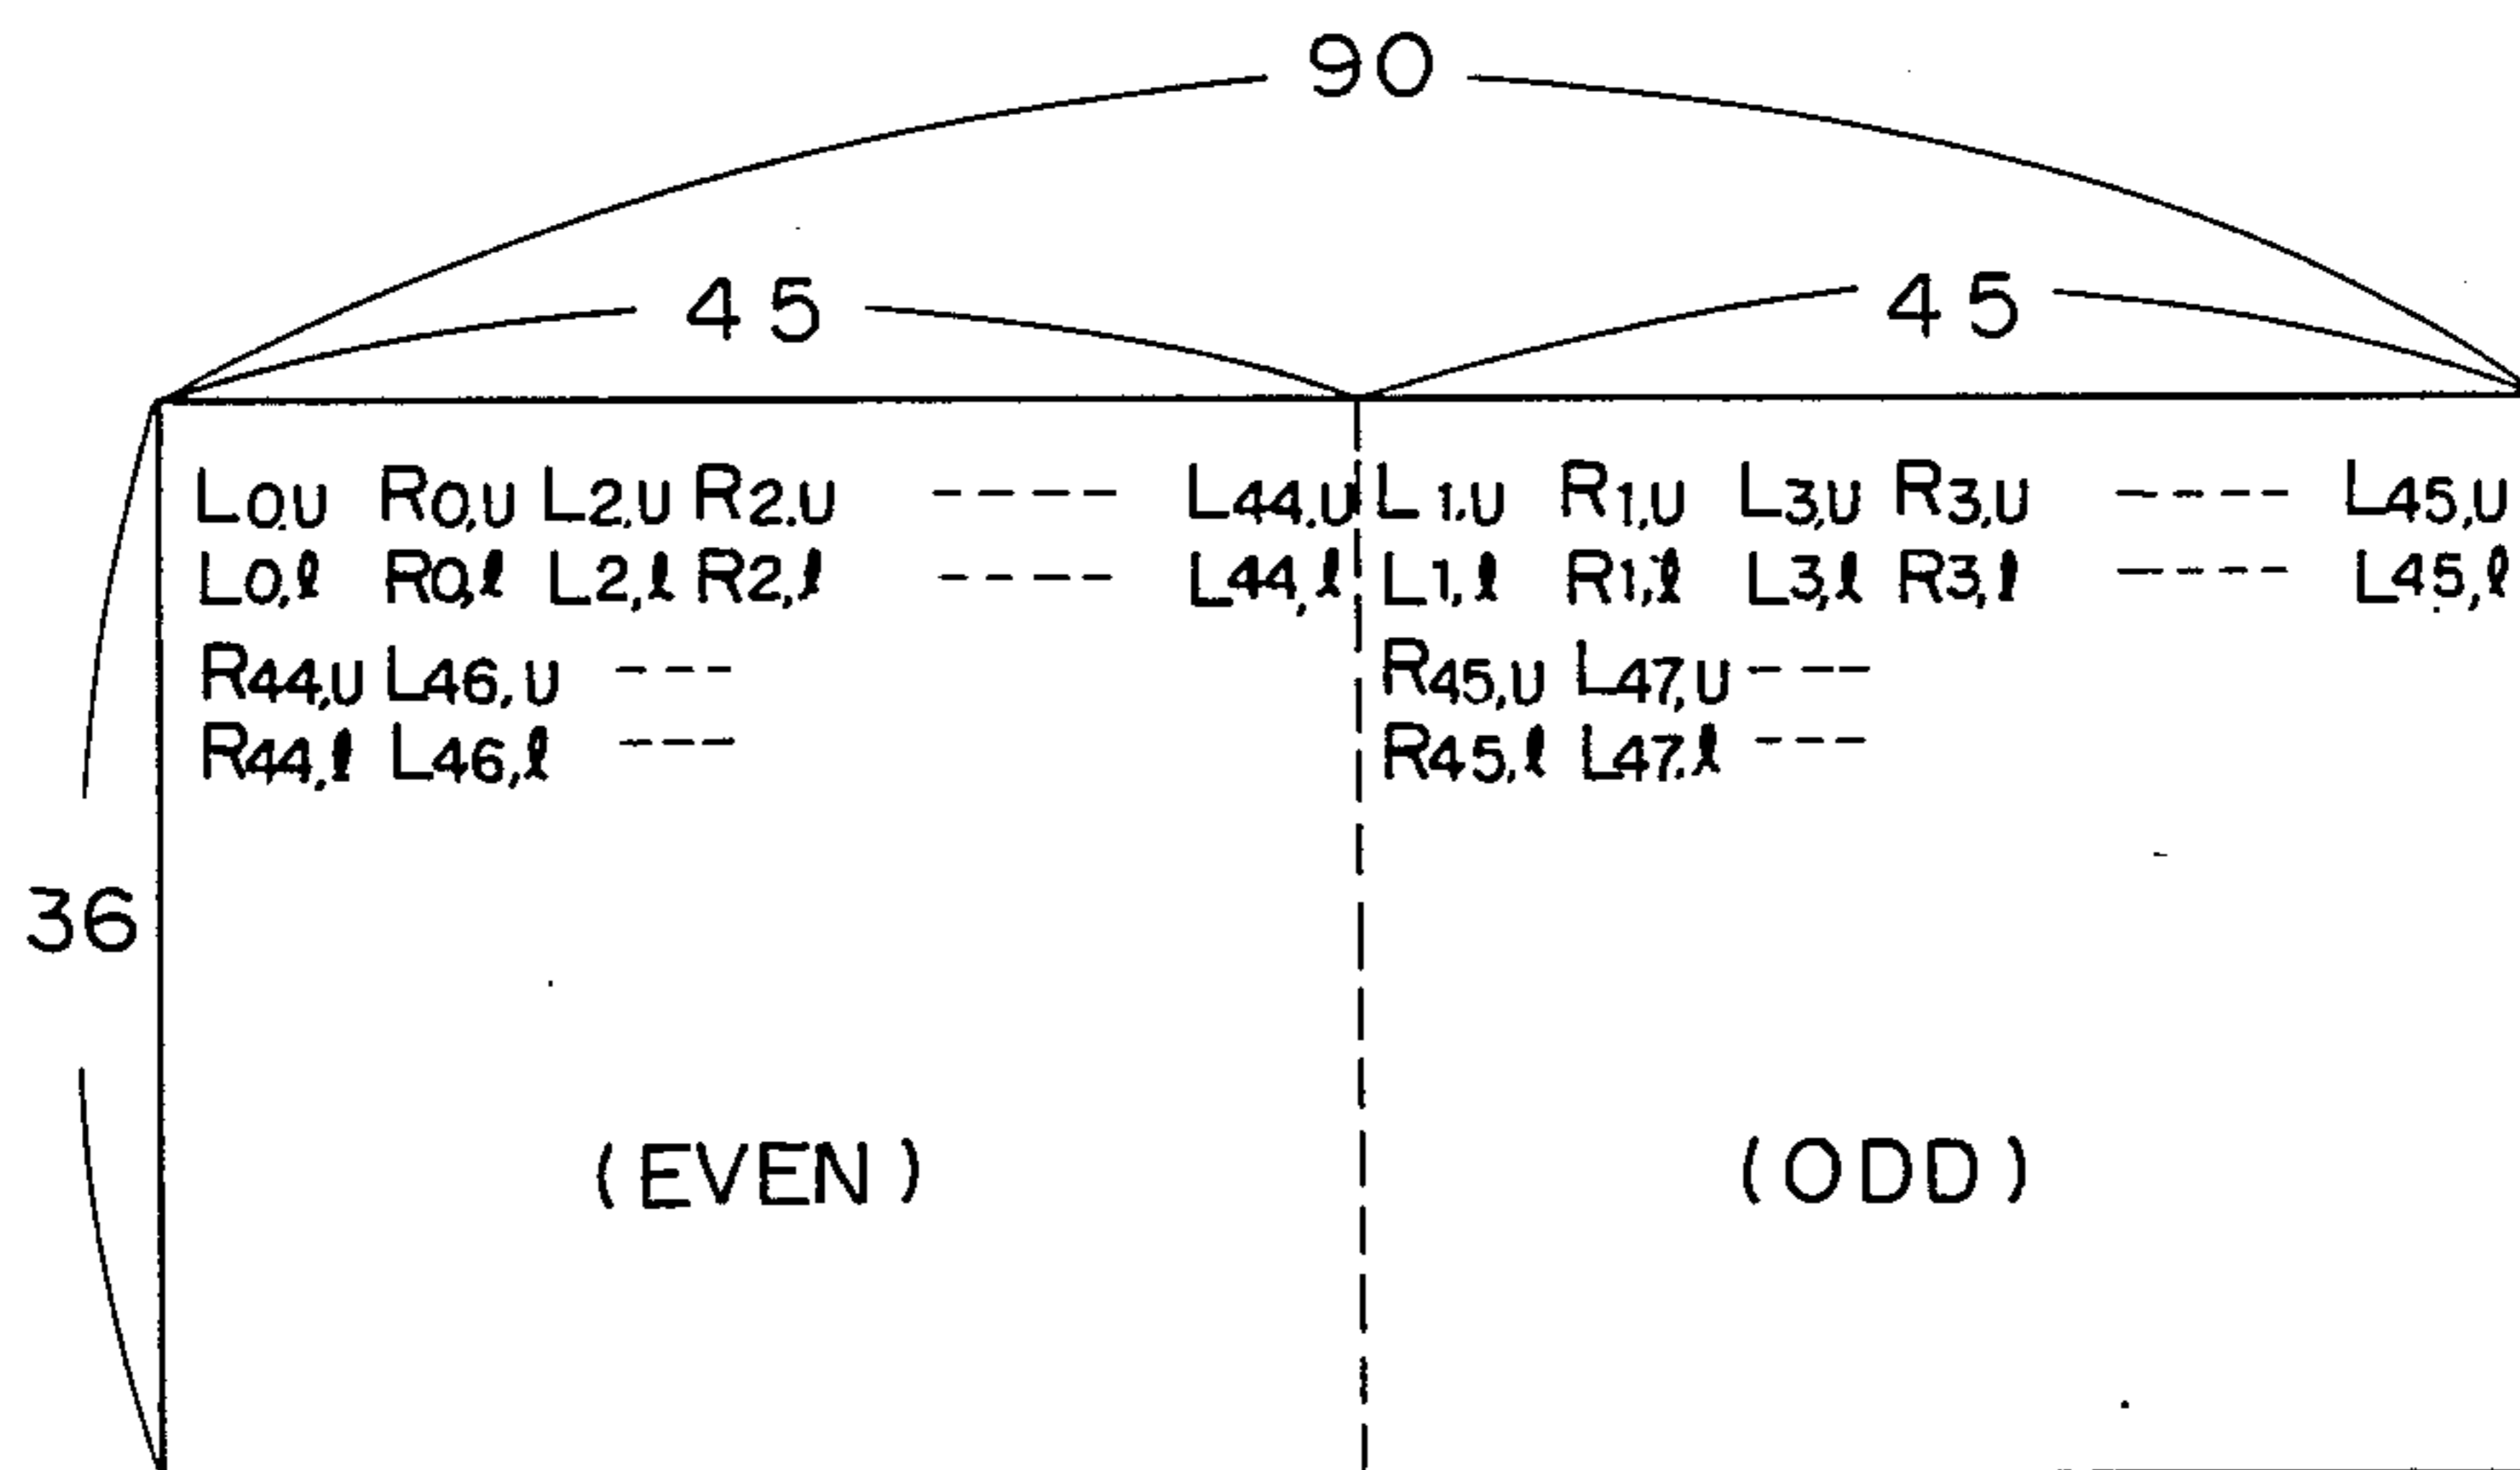 90
45 45
L0,U R0,U L2,U R2,U ---- L44,U L1,U R1,U L3,U R3,U ---- L45,U
L0,ℓ R0,ℓ L2,ℓ R2,ℓ ---- L44,ℓ L1,ℓ R1,ℓ L3,ℓ R3,ℓ ---- L45,ℓ
R44,U L46,U --- R45,U L47,U ---
R44,ℓ L46,ℓ --- R45,ℓ L47,ℓ ---
36
(EVEN) (ODD)